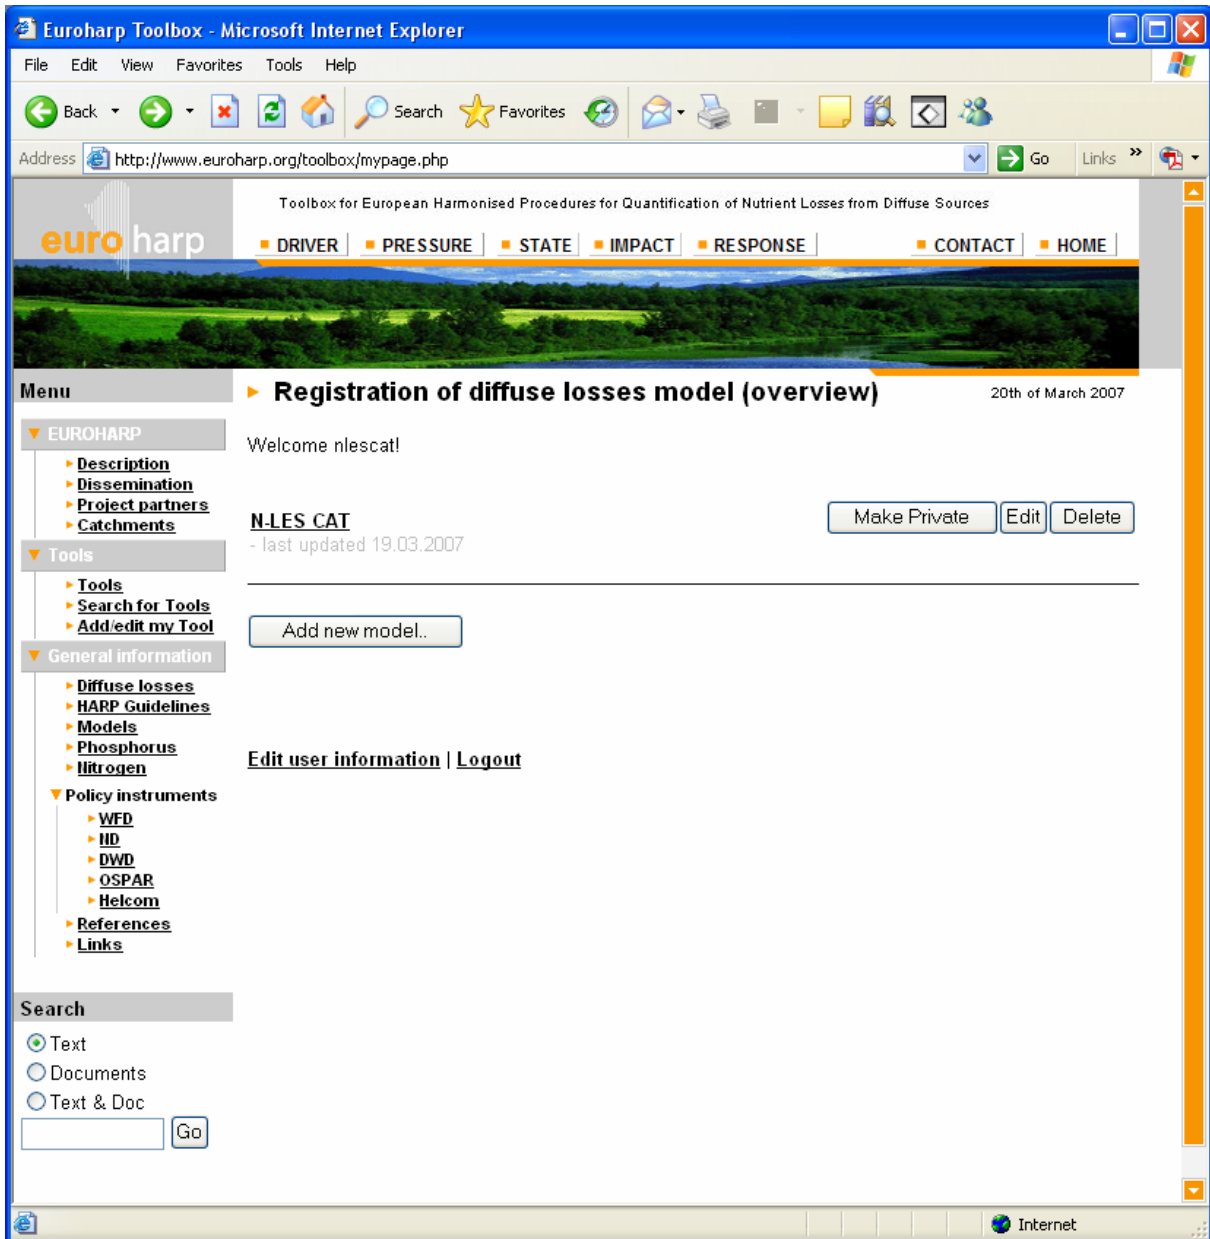 Euroharp Toolbox - Microsoft Internet Explorer
File Edit View Favorites Tools Help
Back Search Favorites
Address http://www.euroharp.org/toolbox/mypage.php Go Links »
euroharp
Toolbox for European Harmonised Procedures for Quantification of Nutrient Losses from Diffuse Sources
DRIVER PRESSURE STATE IMPACT RESPONSE CONTACT HOME
Menu
EUROHARP
Description
Dissemination
Project partners
Catchments
Tools
Tools
Search for Tools
Add/edit my Tool
General information
Diffuse losses
HARP Guidelines
Models
Phosphorus
Nitrogen
Policy instruments
WFD
ND
DWD
OSPAR
Helcom
References
Links
Search
Text
Documents
Text & Doc
Go
Registration of diffuse losses model (overview)
20th of March 2007
Welcome nlescat!
N-LES CAT
- last updated 19.03.2007
Make Private Edit Delete
Add new model..
Edit user information | Logout
Internet